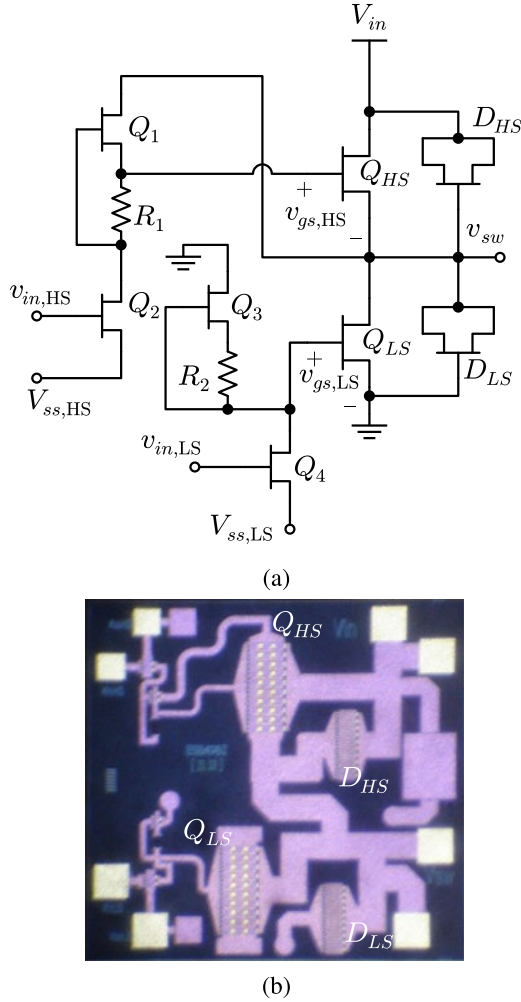 V_in
D_HS
Q_1
Q_HS
+
v_gs,HS
−
R_1
v_sw
v_in,HS
Q_2
Q_3
Q_LS
+
v_gs,LS
−
D_LS
R_2
V_ss,HS
v_in,LS
Q_4
V_ss,LS
(a)
Q_HS
Vin
D_HS
Q_LS
D_LS
(b)